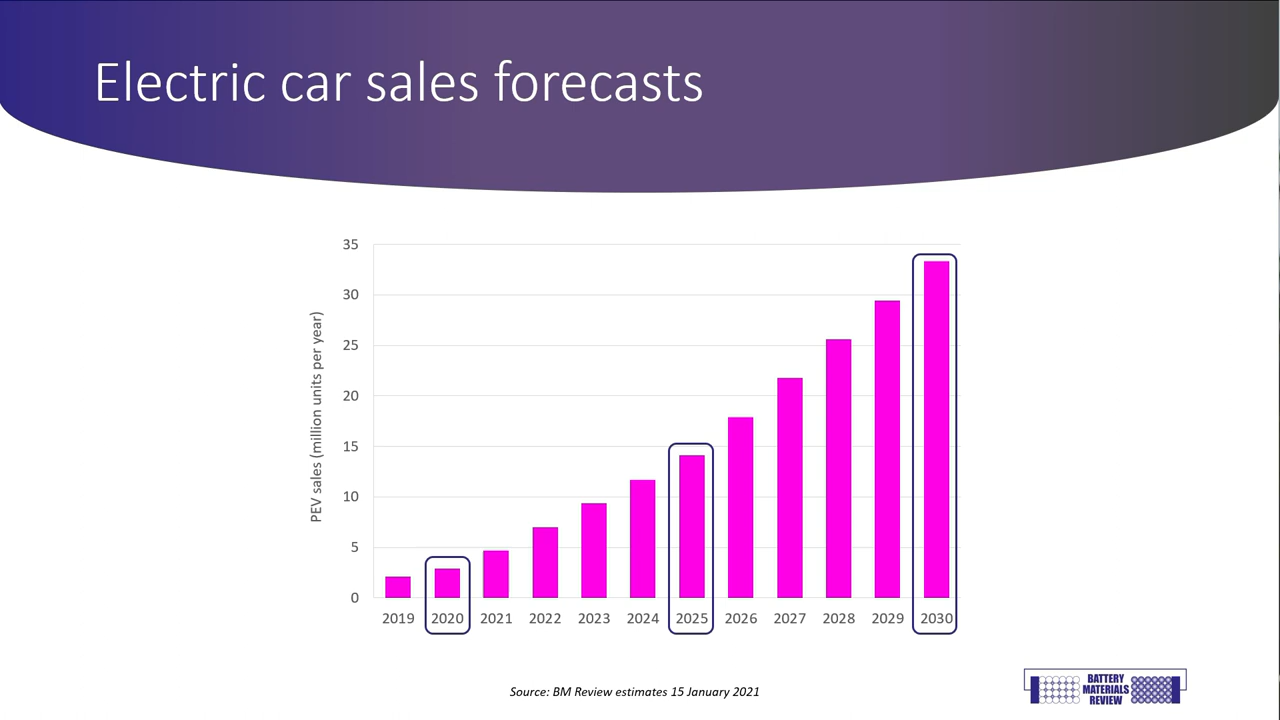 Electric car sales forecasts
35
30
25
20
15
10
5
0
PEV sales (million units per year)
2019 2020 2021 2022 2023 2024 2025 2026 2027 2028 2029 2030
Source: BM Review estimates 15 January 2021
BATTERY
MATERIALS
REVIEW